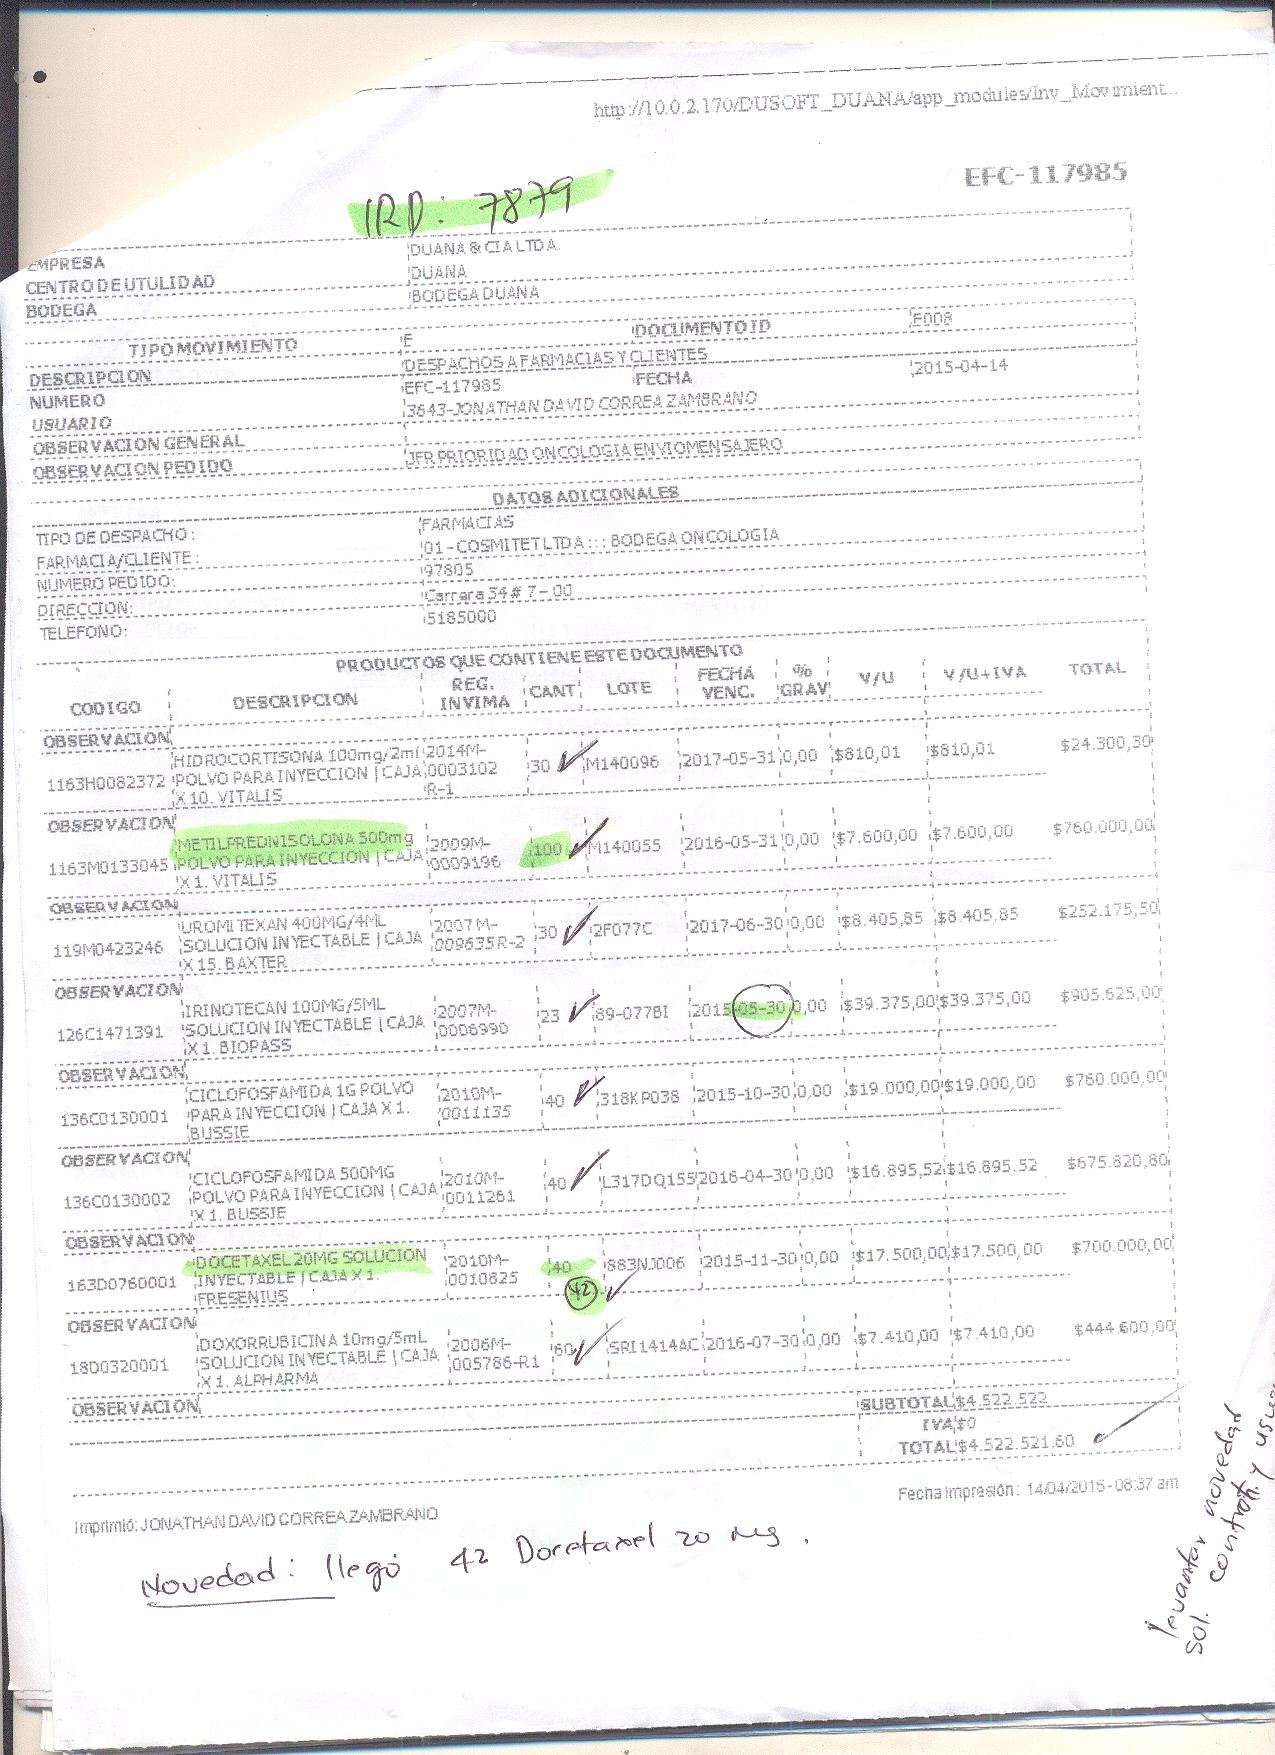 http://10.0.2.170/DUSOFT_DUANA/app_modules/Inv_Movimient...
EFC-117985
IRD: 7879
EMPRESA DUANA & CIA LTDA.
CENTRO DE UTULIDAD DUANA
BODEGA BODEGA DUANA
TIPO MOVIMIENTO E DOCUMENTO ID E008
DESCRIPCION DESPACHOS A FARMACIAS Y CLIENTES
NUMERO EFC-117985 FECHA 2015-04-14
USUARIO 3643-JONATHAN DAVID CORREA ZAMBRANO
OBSERVACION GENERAL
OBSERVACION PEDIDO JFR PRIORIDAD ONCOLOGIA ENVIO MENSAJERO
DATOS ADICIONALES
TIPO DE DESPACHO: FARMACIAS
FARMACIA/CLIENTE: 01 - COSMITET LTDA ::: BODEGA ONCOLOGIA
NUMERO PEDIDO: 97805
DIRECCION: Carrera 34 # 7 - 00
TELEFONO: 5185000
PRODUCTOS QUE CONTIENE ESTE DOCUMENTO
CODIGO DESCRIPCION REG. INVIMA CANT LOTE FECHA VENC. % GRAV V/U V/U+IVA TOTAL
OBSERVACION
1163H0082372 HIDROCORTISONA 100mg/2ml POLVO PARA INYECCION | CAJA X 10. VITALIS 2014M-0003102 R-1 30 M140096 2017-05-31 0,00 $810,01 $810,01 $24.300,30
OBSERVACION
1163M0133045 METILPREDNISOLONA 500mg POLVO PARA INYECCION | CAJA X 1. VITALIS 2009M-0009196 100 M140055 2016-05-31 0,00 $7.600,00 $7.600,00 $760.000,00
OBSERVACION
119M0423246 UROMITEXAN 400MG/4ML SOLUCION INYECTABLE | CAJA X 15. BAXTER 2007M-009635R-2 30 2F077C 2017-06-30 0,00 $8.405,85 $8.405,85 $252.175,50
OBSERVACION
126C1471391 IRINOTECAN 100MG/5ML SOLUCION INYECTABLE | CAJA X 1. BIOPASS 2007M-0006990 23 89-077BI 2015-05-30 0,00 $39.375,00 $39.375,00 $905.625,00
OBSERVACION
136C0130001 CICLOFOSFAMIDA 1G POLVO PARA INYECCION | CAJA X 1. BUSSIE 2010M-0011135 40 318KP038 2015-10-30 0,00 $19.000,00 $19.000,00 $760.000,00
OBSERVACION
136C0130002 CICLOFOSFAMIDA 500MG POLVO PARA INYECCION | CAJA X 1. BUSSIE 2010M-0011261 40 L317DQ155 2016-04-30 0,00 $16.895,52 $16.895.52 $675.820,80
OBSERVACION
163D0760001 DOCETAXEL 20MG SOLUCION INYECTABLE | CAJA X 1. FRESENIUS 2010M-0010825 40 883NJ006 2015-11-30 0,00 $17.500,00 $17.500,00 $700.000,00
42
OBSERVACION
18D0320001 DOXORRUBICINA 10mg/5mL SOLUCION INYECTABLE | CAJA X 1. ALPHARMA 2006M-005786-R1 60 SRI1414AC 2016-07-30 0,00 $7.410,00 $7.410,00 $444.600,00
OBSERVACION
SUBTOTAL $4.522.522
IVA $0
TOTAL $4.522.521.60
Imprimió: JONATHAN DAVID CORREA ZAMBRANO Fecha Impresión: 14/04/2015 - 08:37 am
Novedad: llegó 42 Docetaxel 20 Mg.
levantar novedad
sol. control y